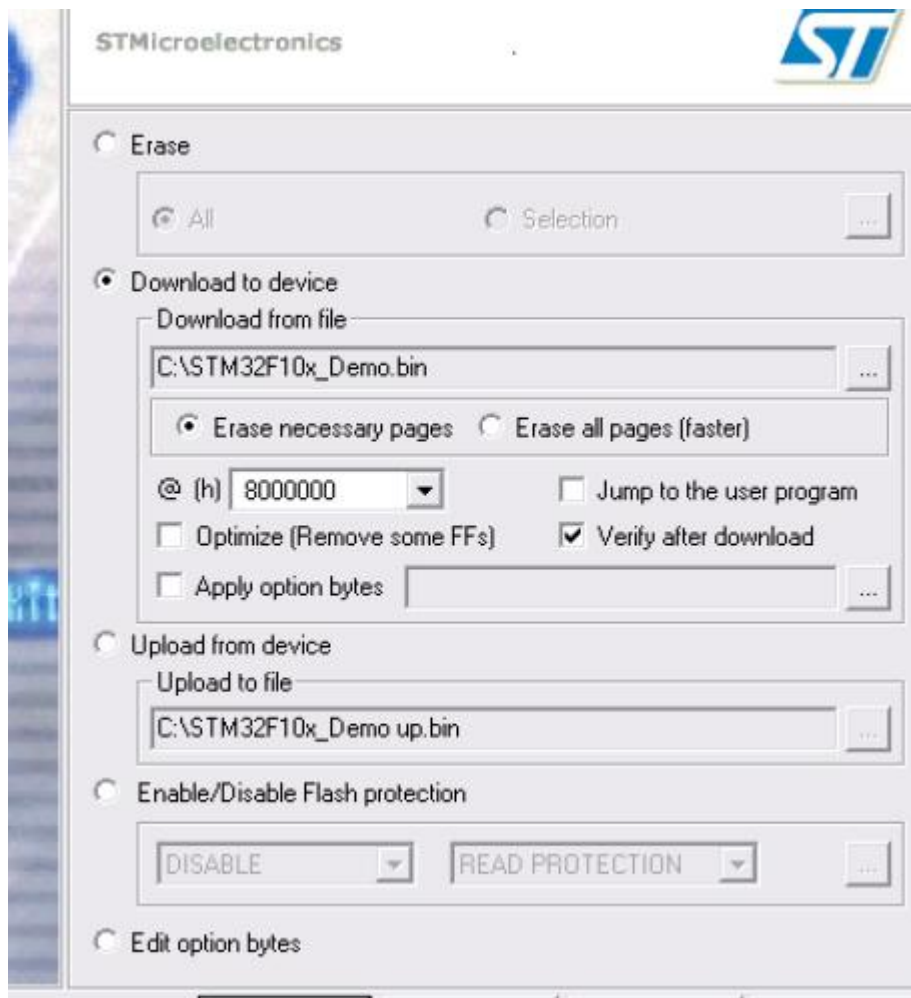 STMicroelectronics
ST
Erase
All Selection ...
Download to device
Download from file
C:\STM32F10x_Demo.bin ...
Erase necessary pages Erase all pages (faster)
@ (h) 8000000 Jump to the user program
Optimize (Remove some FFs) Verify after download
Apply option bytes ...
Upload from device
Upload to file
C:\STM32F10x_Demo up.bin ...
Enable/Disable Flash protection
DISABLE READ PROTECTION ...
Edit option bytes